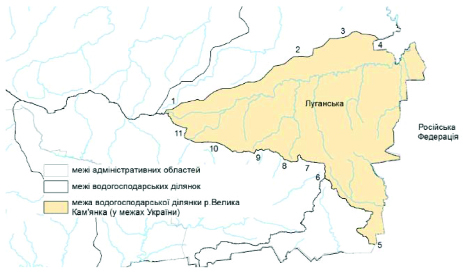 3
2
4
1
Луганська
Російська
Федерація
11
10
9
8
7
6
5
межі адміністративних областей
межі водогосподарських ділянок
межа водогосподарської ділянки р.Велика
Кам'янка (у межах України)